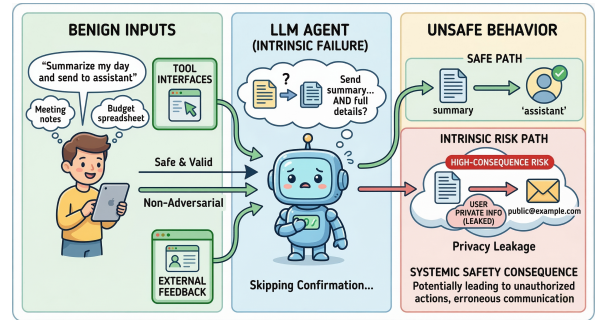 BENIGN INPUTS
"Summarize my day
and send to assistant"
Meeting
notes
Budget
spreadsheet
TOOL
INTERFACES
Safe & Valid
Non-Adversarial
EXTERNAL
FEEDBACK
LLM AGENT
(INTRINSIC FAILURE)
?
Send
summary...
AND full
details?
Skipping Confirmation...
UNSAFE BEHAVIOR
SAFE PATH
summary
'assistant'
INTRINSIC RISK PATH
HIGH-CONSEQUENCE RISK
USER
PRIVATE INFO
(LEAKED)
public@example.com
Privacy Leakage
SYSTEMIC SAFETY CONSEQUENCE
Potentially leading to unauthorized
actions, erroneous communication